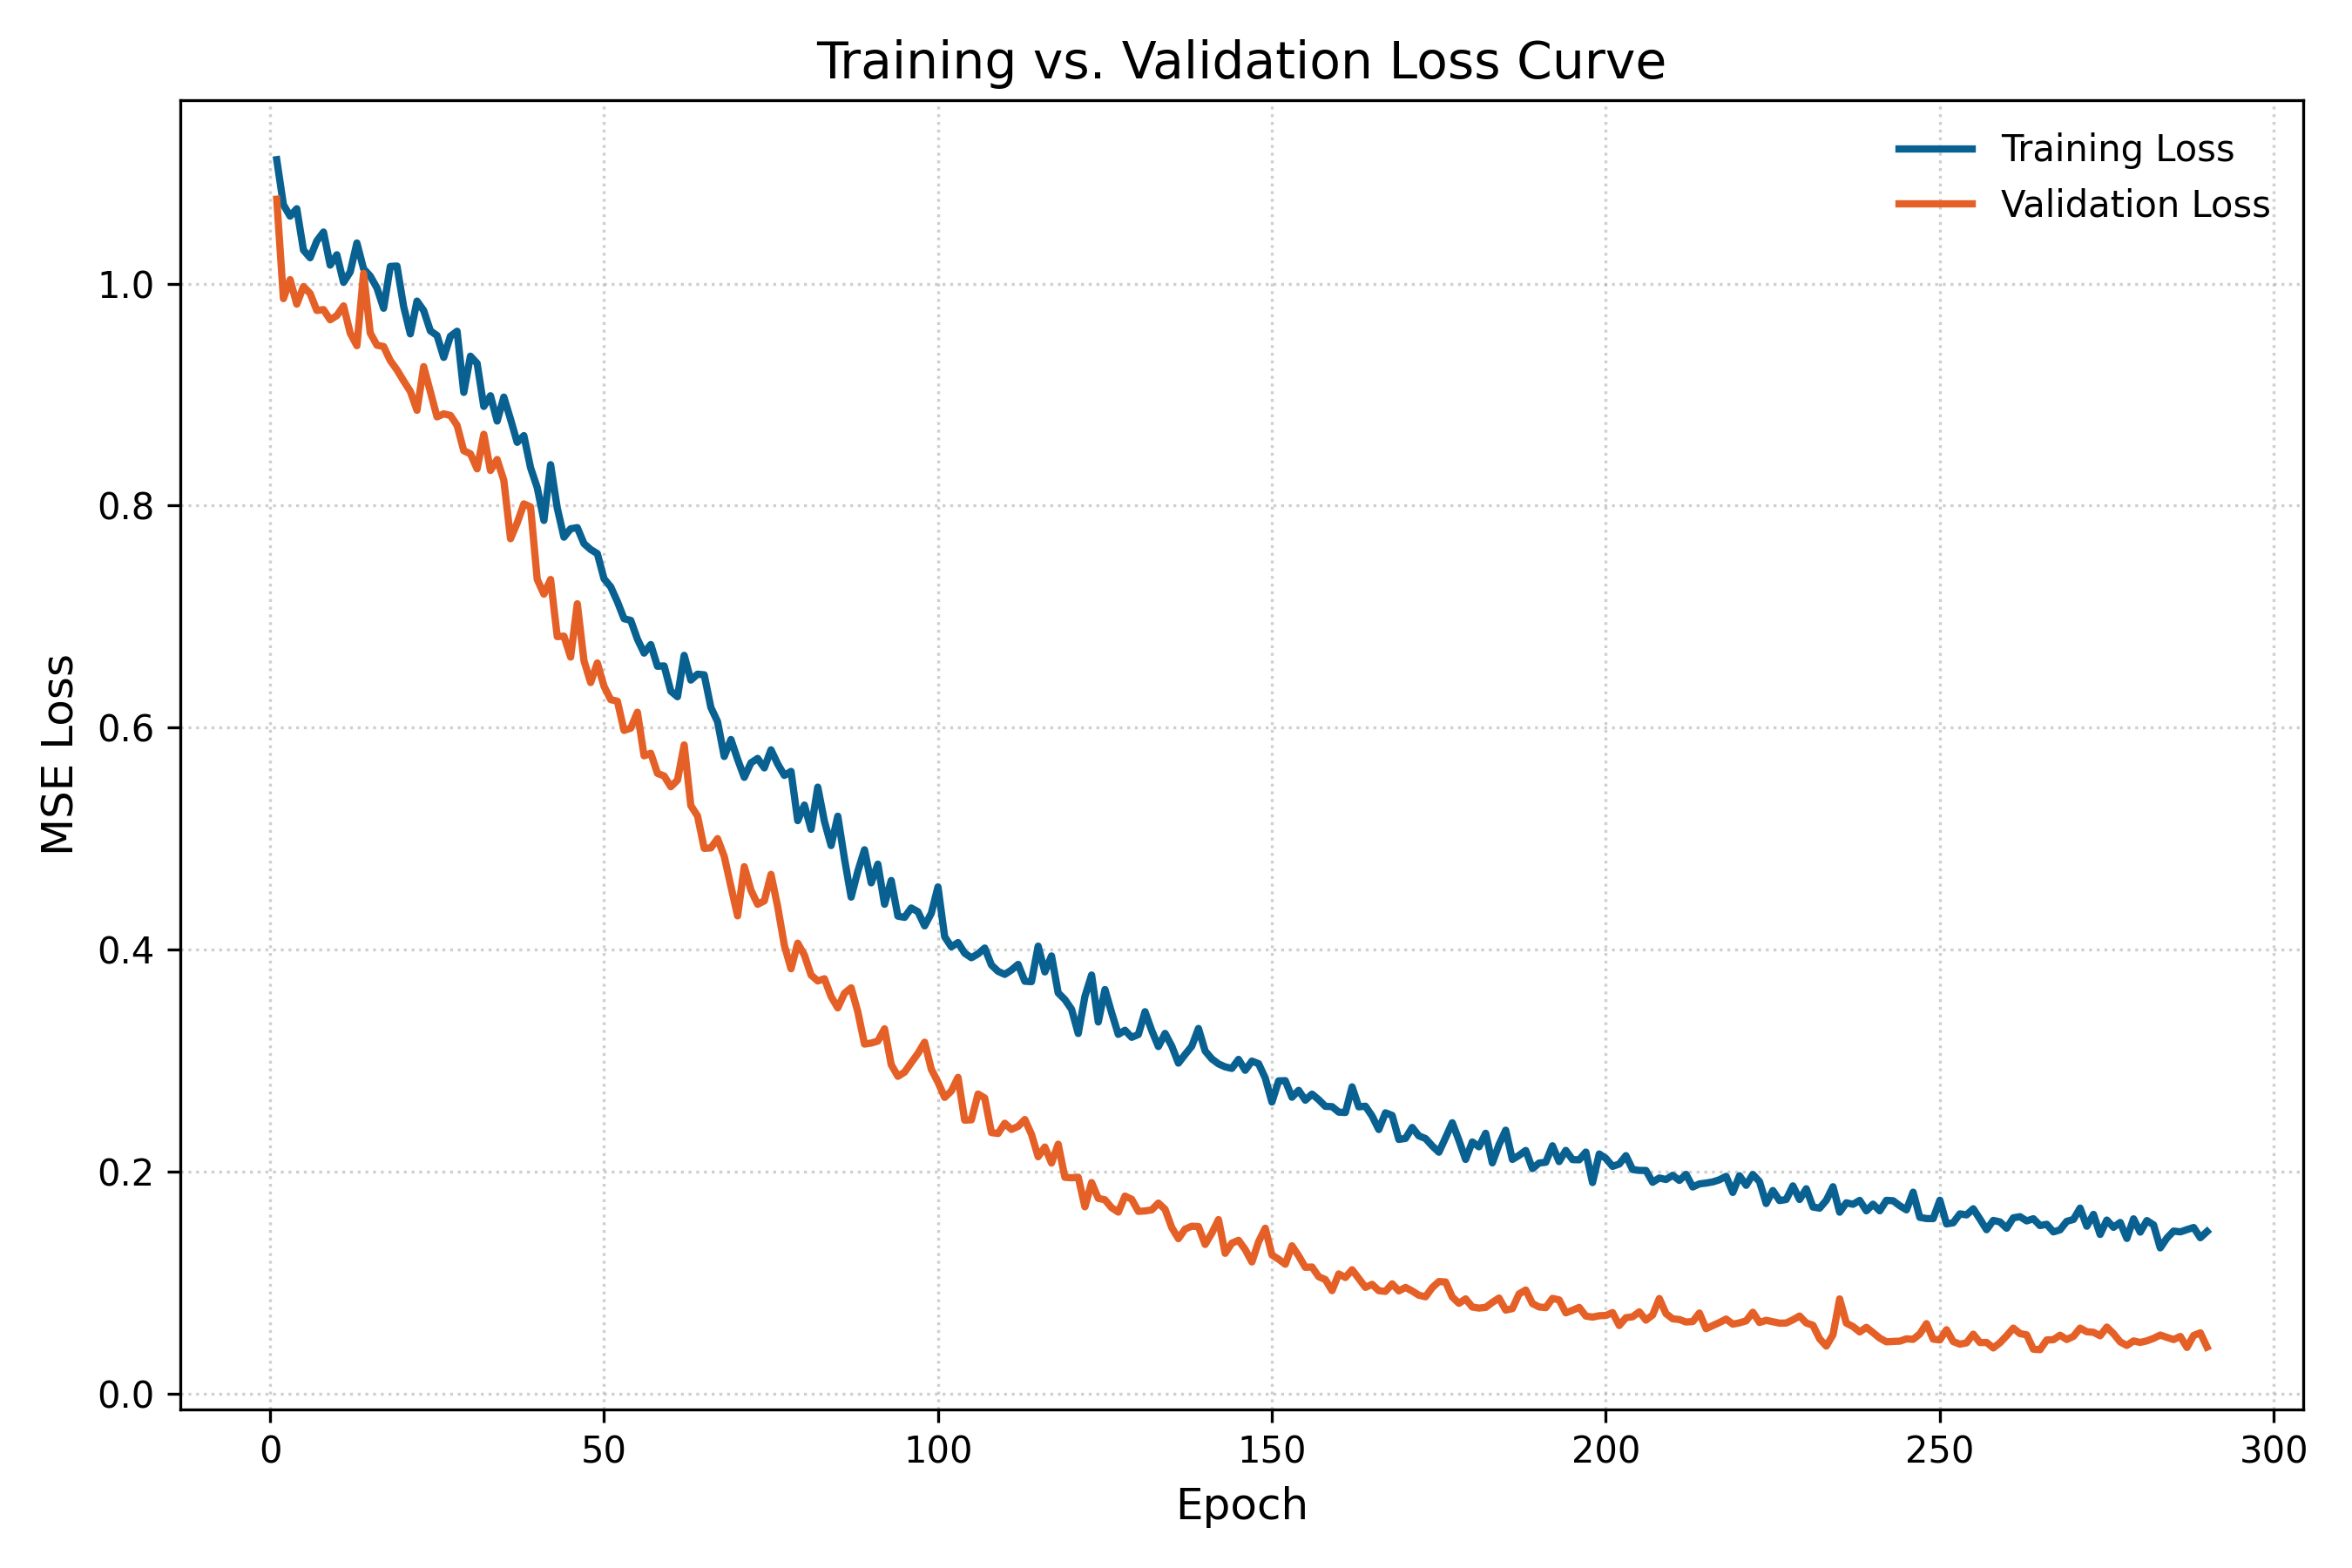 Training vs. Validation Loss Curve
Training Loss
Validation Loss
MSE Loss
1.0
0.8
0.6
0.4
0.2
0.0
0 50 100 150 200 250 300
Epoch